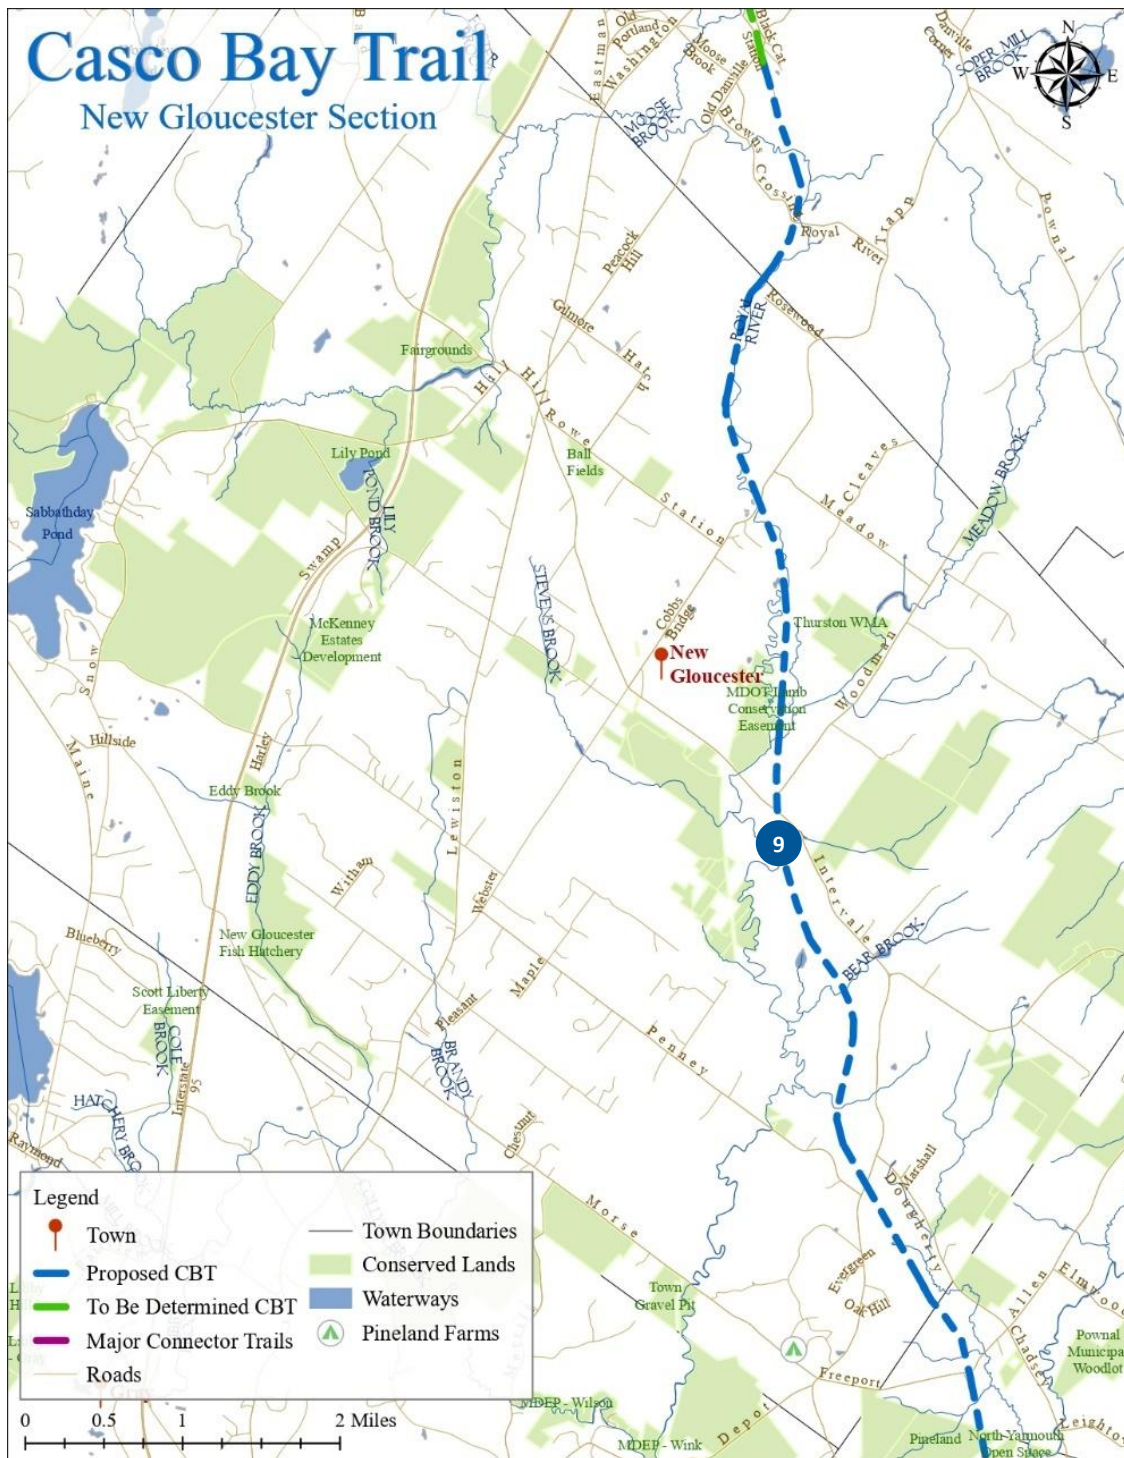 Casco Bay Trail
New Gloucester Section
Eastman
Old
Portland
Washington
Moose
Brook
Old Danville
Black Cat
Station
Danville
Corner
SOPER MILL
BROOK
N
W
E
S
MOOSE
BROOK
Browns Crossing
Royal
River
Trapp
Pownal
Peacock
Hill
Gilmore
Hatch
ROYAL
RIVER
Rosewood
Fairgrounds
Hill
Hill
Rowe
Ball
Fields
Station
Cleaves
Meadow
MEADOW BROOK
Lily Pond
LILY
POND BROOK
Sabbathday
Pond
Swamp
STEVENS BROOK
Cobbs
Bridge
New
Gloucester
Thurston WMA
McKenney
Estates
Development
Woodman
MDOT-Lamb
Conservation
Easement
Snow
Hillside
Maine
Harley
Eddy Brook
EDDY BROOK
Lewiston
9
Intervale
Witham
Webster
BEAR BROOK
Blueberry
New Gloucester
Fish Hatchery
Maple
Scott Liberty
Easement
COLE
BROOK
Pleasant
Penney
BRANDY
BROOK
Interstate
95
HATCHERY BROOK
Raymond
Chestnut
Marshall
Dougherty
Morse
Evergreen
Oak Hill
Allen
Elmwood
Chadsey
Town
Gravel Pit
Pownal
Municipal
Woodlot
Freeport
Depot
MDEP - Wilson
MDEP - Wink
Pineland
North Yarmouth
Open Space
Leighton
Legend
Town
Proposed CBT
To Be Determined CBT
Major Connector Trails
Roads
Town Boundaries
Conserved Lands
Waterways
Pineland Farms
Gray
0 0.5 1 2 Miles